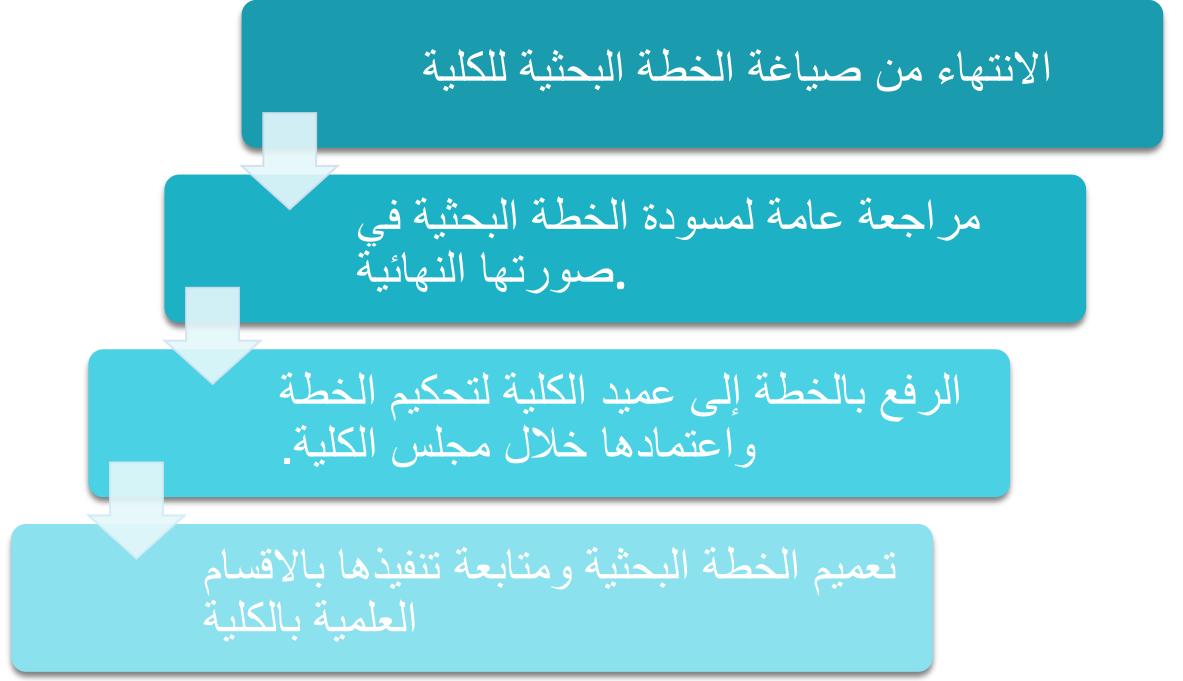 الانتهاء من صياغة الخطة البحثية للكلية
مراجعة عامة لمسودة الخطة البحثية في
صورتها النهائية.
الرفع بالخطة إلى عميد الكلية لتحكيم الخطة
واعتمادها خلال مجلس الكلية.
تعميم الخطة البحثية ومتابعة تنفيذها بالاقسام
العلمية بالكلية